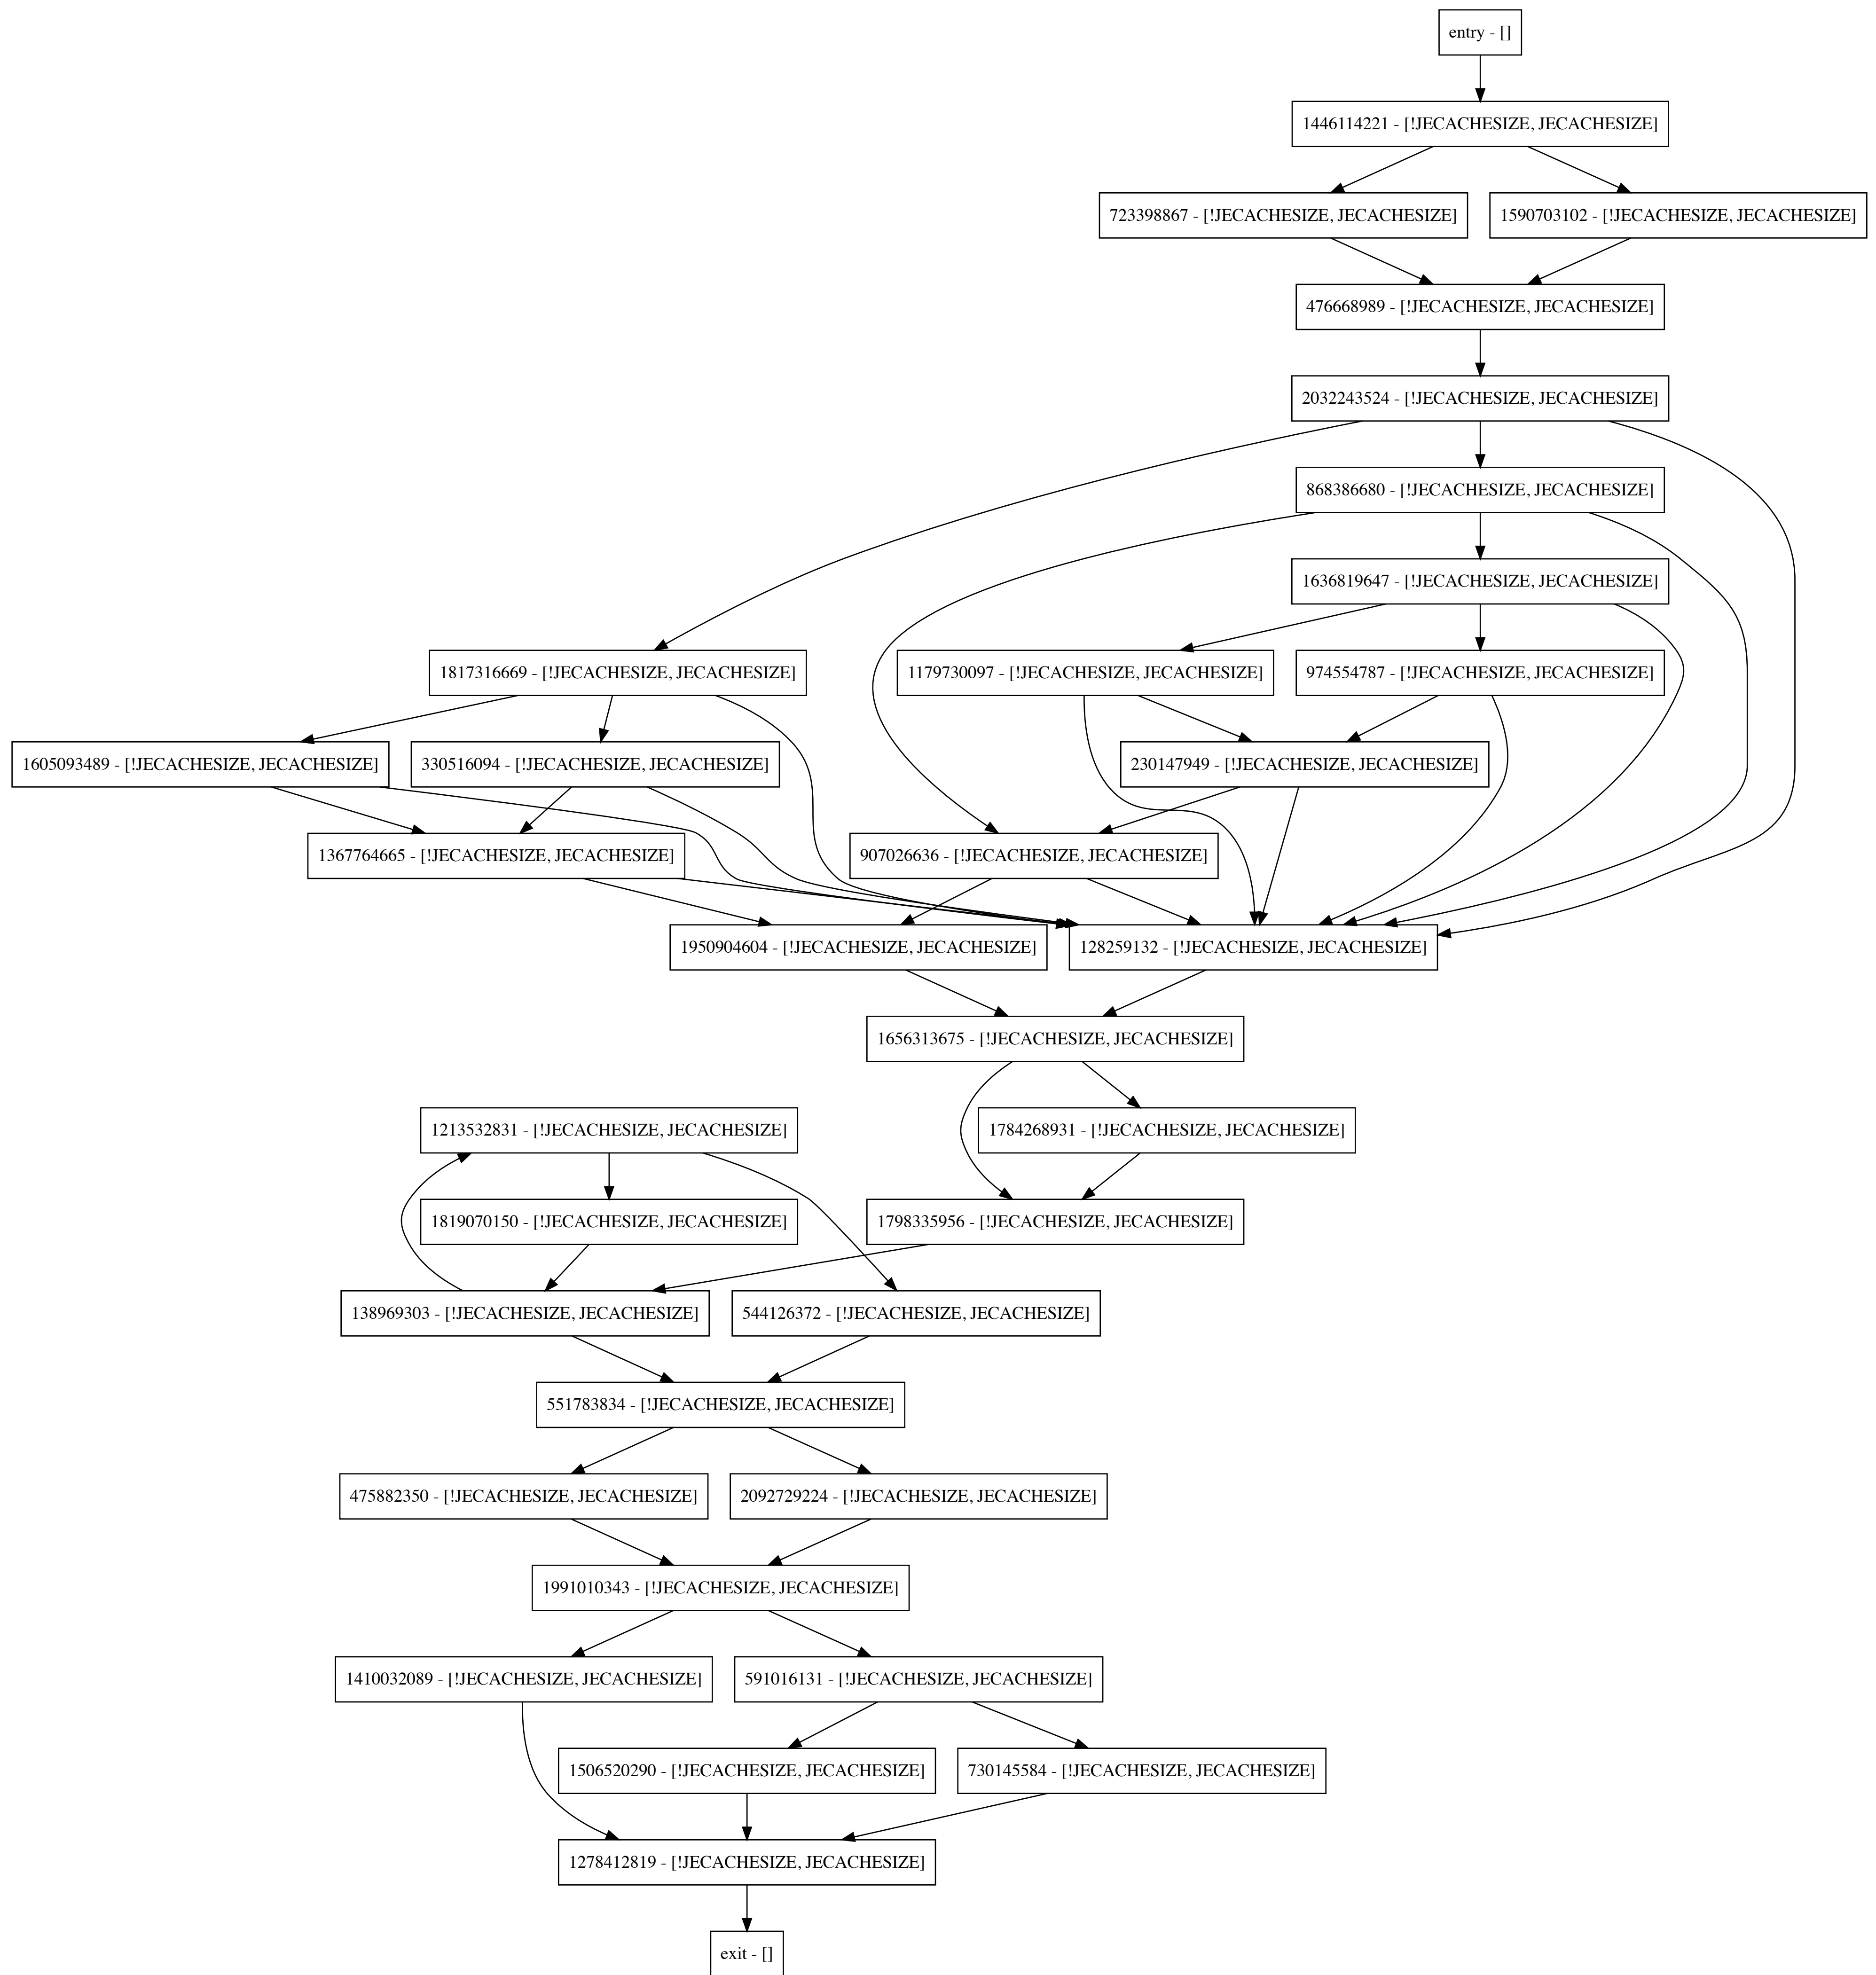 entry - []
1446114221 - [!JECACHESIZE, JECACHESIZE]
723398867 - [!JECACHESIZE, JECACHESIZE]
1590703102 - [!JECACHESIZE, JECACHESIZE]
476668989 - [!JECACHESIZE, JECACHESIZE]
2032243524 - [!JECACHESIZE, JECACHESIZE]
868386680 - [!JECACHESIZE, JECACHESIZE]
1636819647 - [!JECACHESIZE, JECACHESIZE]
1817316669 - [!JECACHESIZE, JECACHESIZE]
1179730097 - [!JECACHESIZE, JECACHESIZE]
974554787 - [!JECACHESIZE, JECACHESIZE]
1605093489 - [!JECACHESIZE, JECACHESIZE]
330516094 - [!JECACHESIZE, JECACHESIZE]
230147949 - [!JECACHESIZE, JECACHESIZE]
1367764665 - [!JECACHESIZE, JECACHESIZE]
907026636 - [!JECACHESIZE, JECACHESIZE]
1950904604 - [!JECACHESIZE, JECACHESIZE]
128259132 - [!JECACHESIZE, JECACHESIZE]
1656313675 - [!JECACHESIZE, JECACHESIZE]
1213532831 - [!JECACHESIZE, JECACHESIZE]
1784268931 - [!JECACHESIZE, JECACHESIZE]
1819070150 - [!JECACHESIZE, JECACHESIZE]
1798335956 - [!JECACHESIZE, JECACHESIZE]
138969303 - [!JECACHESIZE, JECACHESIZE]
544126372 - [!JECACHESIZE, JECACHESIZE]
551783834 - [!JECACHESIZE, JECACHESIZE]
475882350 - [!JECACHESIZE, JECACHESIZE]
2092729224 - [!JECACHESIZE, JECACHESIZE]
1991010343 - [!JECACHESIZE, JECACHESIZE]
1410032089 - [!JECACHESIZE, JECACHESIZE]
591016131 - [!JECACHESIZE, JECACHESIZE]
1506520290 - [!JECACHESIZE, JECACHESIZE]
730145584 - [!JECACHESIZE, JECACHESIZE]
1278412819 - [!JECACHESIZE, JECACHESIZE]
exit - []